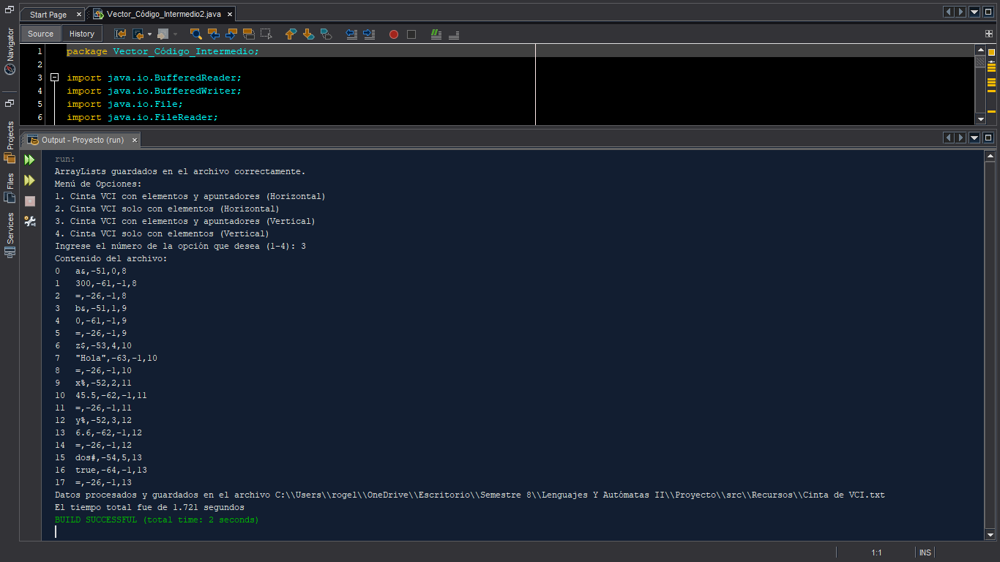 Start Page
Vector_Código_Intermedio2.java
Source
History
Navigator
Projects
Files
Services
1 package Vector_Código_Intermedio;
2
3 import java.io.BufferedReader;
4 import java.io.BufferedWriter;
5 import java.io.File;
6 import java.io.FileReader;
Output - Proyecto (run)
run:
ArrayLists guardados en el archivo correctamente.
Menú de Opciones:
1. Cinta VCI con elementos y apuntadores (Horizontal)
2. Cinta VCI solo con elementos (Horizontal)
3. Cinta VCI con elementos y apuntadores (Vertical)
4. Cinta VCI solo con elementos (Vertical)
Ingrese el número de la opción que desea (1-4): 3
Contenido del archivo:
0 a&,-51,0,8
1 300,-61,-1,8
2 =,-26,-1,8
3 b&,-51,1,9
4 0,-61,-1,9
5 =,-26,-1,9
6 z$,-53,4,10
7 "Hola",-63,-1,10
8 =,-26,-1,10
9 x%,-52,2,11
10 45.5,-62,-1,11
11 =,-26,-1,11
12 y%,-52,3,12
13 6.6,-62,-1,12
14 =,-26,-1,12
15 dos#,-54,5,13
16 true,-64,-1,13
17 =,-26,-1,13
Datos procesados y guardados en el archivo C:\\Users\\rogel\\OneDrive\\Escritorio\\Semestre 8\\Lenguajes Y Autómatas II\\Proyecto\\src\\Recursos\\Cinta de VCI.txt
El tiempo total fue de 1.721 segundos
BUILD SUCCESSFUL (total time: 2 seconds)
1:1
INS